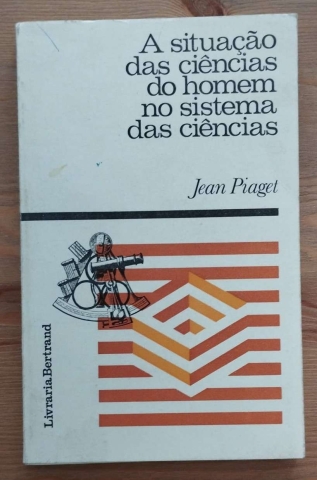 A situação
das ciências
do homem
no sistema
das ciências
Jean Piaget
Livraria Bertrand